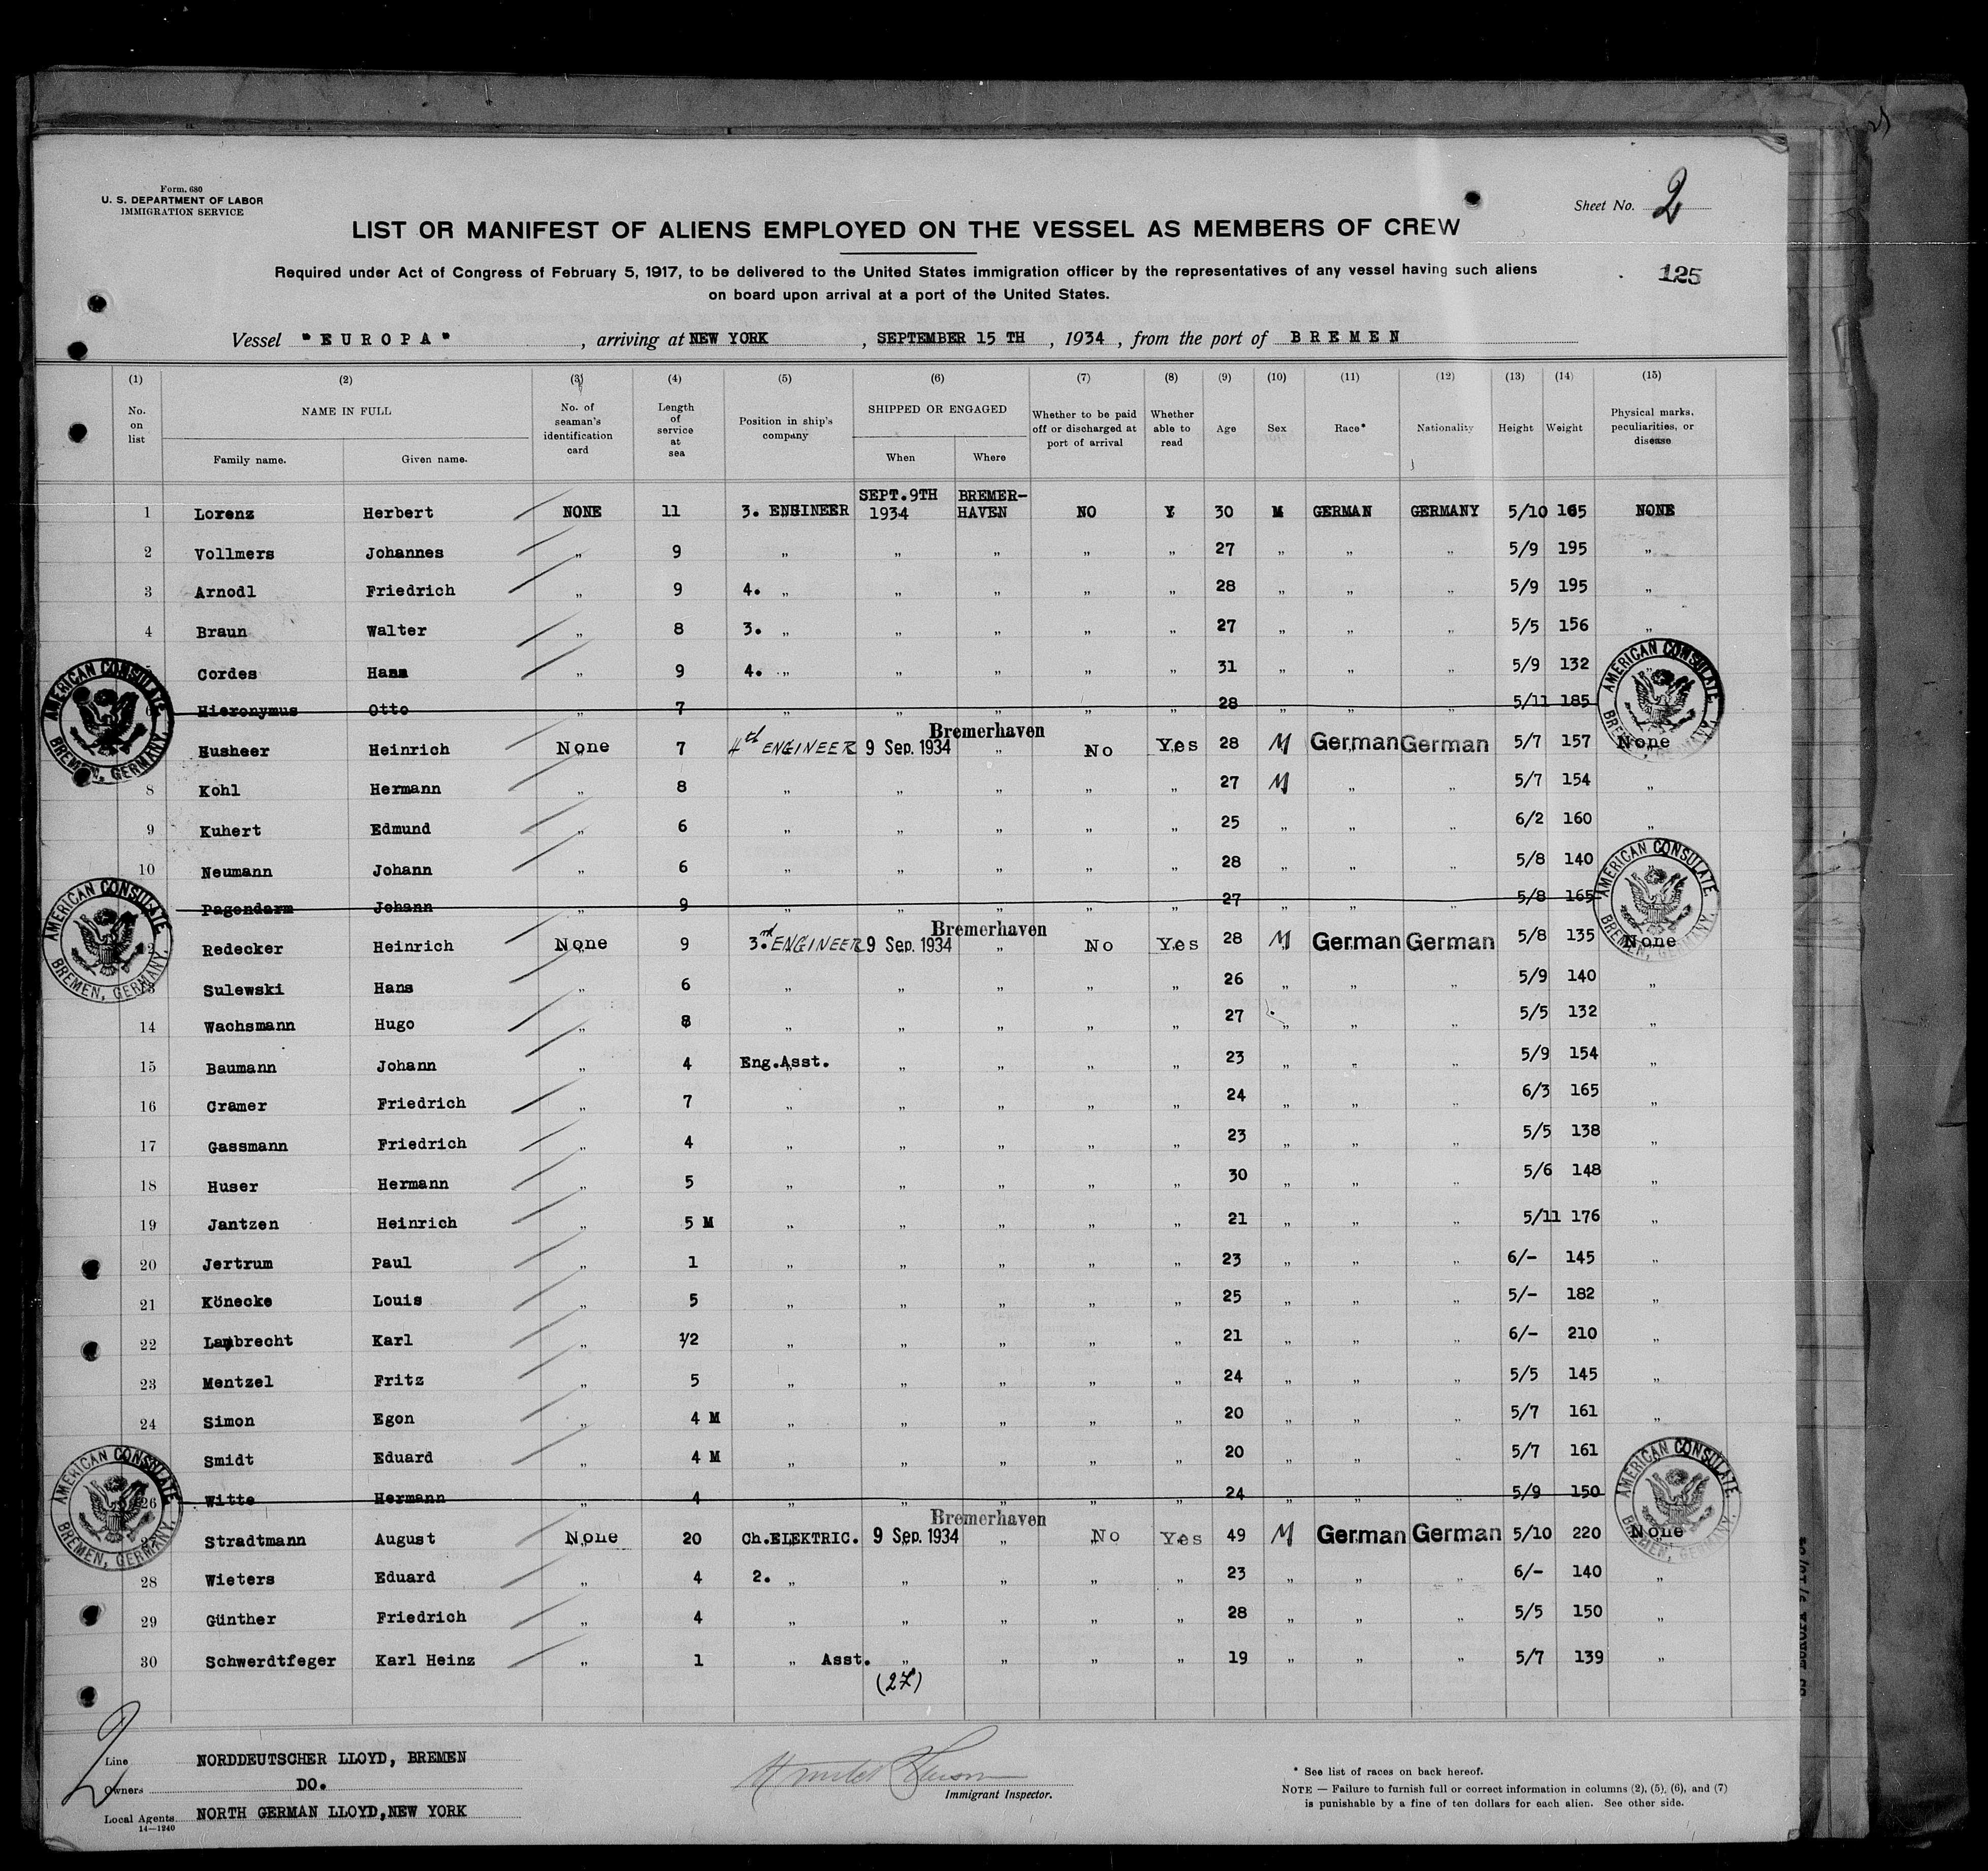 Form. 680
U. S. DEPARTMENT OF LABOR
IMMIGRATION SERVICE
Sheet No. 2
LIST OR MANIFEST OF ALIENS EMPLOYED ON THE VESSEL AS MEMBERS OF CREW
Required under Act of Congress of February 5, 1917, to be delivered to the United States immigration officer by the representatives of any vessel having such aliens
on board upon arrival at a port of the United States.
125
Vessel "EUROPA" , arriving at NEW YORK , SEPTEMBER 15 TH , 1934 , from the port of BREMEN
(1) (2) (3) (4) (5) (6) (7) (8) (9) (10) (11) (12) (13) (14) (15)
No. on list NAME IN FULL Family name. Given name. No. of seaman's identification card Length of service at sea Position in ship's company SHIPPED OR ENGAGED When Where Whether to be paid off or discharged at port of arrival Whether able to read Age Sex Race* Nationality Height Weight Physical marks, peculiarities, or disease
1 Lorenz Herbert NONE 11 3. ENGINEER SEPT.9TH 1934 BREMER-HAVEN NO Y 30 M GERMAN GERMANY 5/10 165 NONE
2 Vollmers Johannes „ 9 „ „ „ „ „ 27 „ „ „ 5/9 195 „
3 Arnodl Friedrich „ 9 4. „ „ „ „ „ 28 „ „ „ 5/9 195 „
4 Braun Walter „ 8 3. „ „ „ „ „ 27 „ „ „ 5/5 156 „
Cordes Hans „ 9 4. „ „ „ „ „ 31 „ „ „ 5/9 132
Hieronymus Otto „ 7 „ „ „ „ „ 28 „ „ „ 5/11 185
Husheer Heinrich None 7 4th ENGINEER 9 Sep. 1934 Bremerhaven „ No Yes 28 M German German 5/7 157 None
8 Kohl Hermann „ 8 „ „ „ „ „ 27 M „ „ 5/7 154 „
9 Kuhert Edmund „ 6 „ „ „ „ „ 25 „ „ „ 6/2 160 „
10 Neumann Johann „ 6 „ „ „ „ „ 28 „ „ „ 5/8 140 „
Pagendarm Johann „ 9 „ „ „ „ „ 27 „ „ „ 5/8 165
Redecker Heinrich None 9 3.rd ENGINEER 9 Sep. 1934 Bremerhaven „ No Yes 28 M German German 5/8 135 None
Sulewski Hans „ 6 „ „ „ „ „ 26 „ „ „ 5/9 140 „
14 Wachsmann Hugo „ 8 „ „ „ „ „ 27 „ „ „ 5/5 132 „
15 Baumann Johann „ 4 Eng.Asst. „ „ „ „ 23 „ „ „ 5/9 154 „
16 Cramer Friedrich „ 7 „ „ „ „ „ 24 „ „ „ 6/3 165 „
17 Gassmann Friedrich „ 4 „ „ „ „ „ 23 „ „ „ 5/5 138 „
18 Huser Hermann „ 5 „ „ „ „ „ 30 „ „ „ 5/6 148 „
19 Jantzen Heinrich „ 5 M „ „ „ „ „ 21 „ „ „ 5/11 176 „
20 Jertrum Paul „ 1 „ „ „ „ „ 23 „ „ „ 6/- 145 „
21 Könecke Louis „ 5 „ „ „ „ „ 25 „ „ „ 5/- 182 „
22 Lambrecht Karl „ 1/2 „ „ „ „ „ 21 „ „ „ 6/- 210 „
23 Mentzel Fritz „ 5 „ „ „ „ „ 24 „ „ „ 5/5 145 „
24 Simon Egon „ 4 M „ „ „ „ „ 20 „ „ „ 5/7 161 „
Smidt Eduard „ 4 M „ „ „ „ „ 20 „ „ „ 5/7 161
26 Witte Hermann „ 4 „ „ „ „ „ 24 „ „ „ 5/9 150
Stradtmann August None 20 Ch.ELEKTRIC. 9 Sep. 1934 Bremerhaven „ No Yes 49 M German German 5/10 220 None
28 Wieters Eduard „ 4 2. „ „ „ „ „ 23 „ „ „ 6/- 140 „
29 Günther Friedrich „ 4 „ „ „ „ „ 28 „ „ „ 5/5 150 „
30 Schwerdtfeger Karl Heinz „ 1 „ Asst. „ „ „ „ 19 „ „ „ 5/7 139 „
(27)
AMERICAN CONSULATE BREMEN, GERMANY.
AMERICAN CONSULATE. BREMEN, GERMANY.
AMERICAN CONSULATE BREMEN, GERMANY.
AMERICAN CONSULATE. BREMEN, GERMANY.
AMERICAN CONSULATE. BREMEN, GERMANY.
AMERICAN CONSULATE. BREMEN, GERMANY.
2
Line NORDDEUTSCHER LLOYD, BREMEN
Owners DO.
Local Agents NORTH GERMAN LLOYD,NEW YORK
14—1240
Immigrant Inspector.
* See list of races on back hereof.
NOTE — Failure to furnish full or correct information in columns (2), (5), (6), and (7)
is punishable by a fine of ten dollars for each alien. See other side.